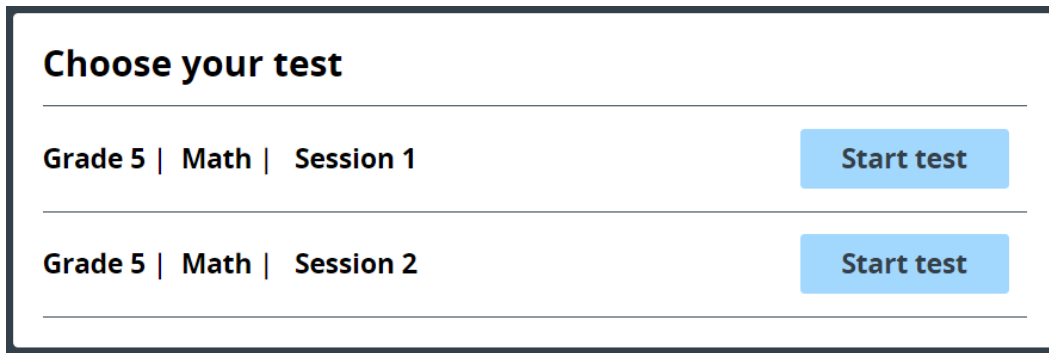 Choose your test
Grade 5 | Math | Session 1 Start test
Grade 5 | Math | Session 2 Start test